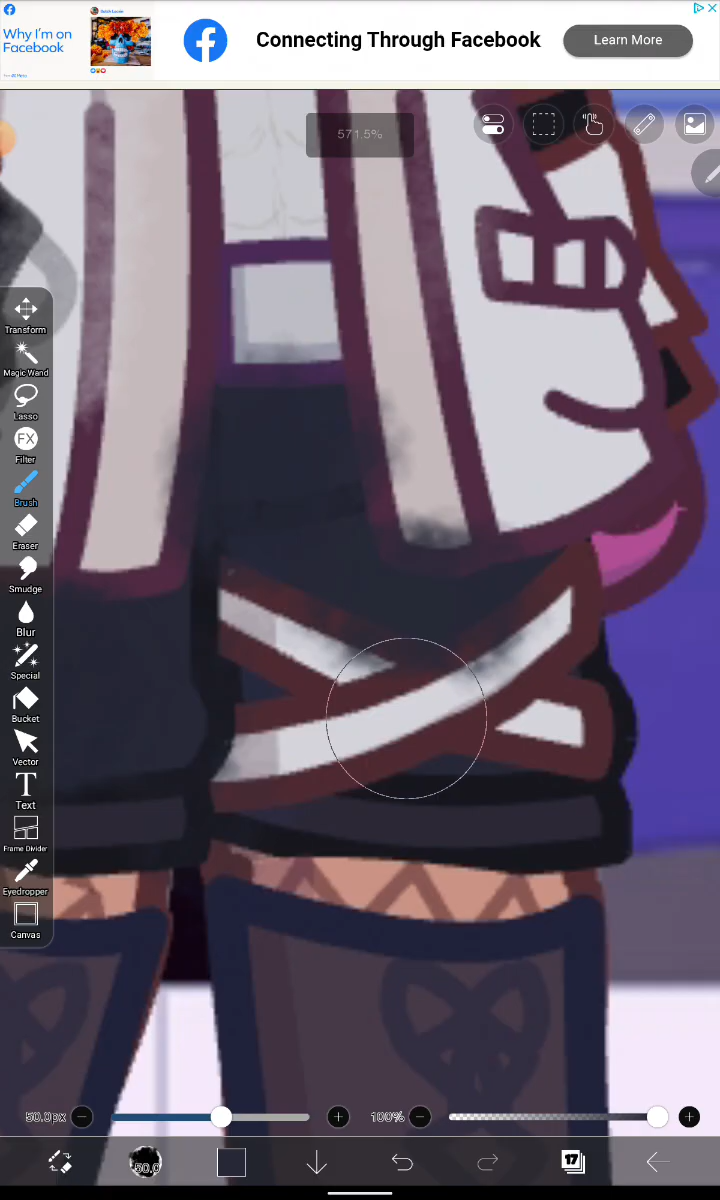 Why I'm on
Facebook
Connecting Through Facebook
Learn More
571.5%
Transform
Magic Wand
Lasso
FX
Filter
Brush
Eraser
Smudge
Blur
Special
Bucket
Vector
T
Text
Frame Divider
Eyedropper
Canvas
50.0px
100%
50.0
17